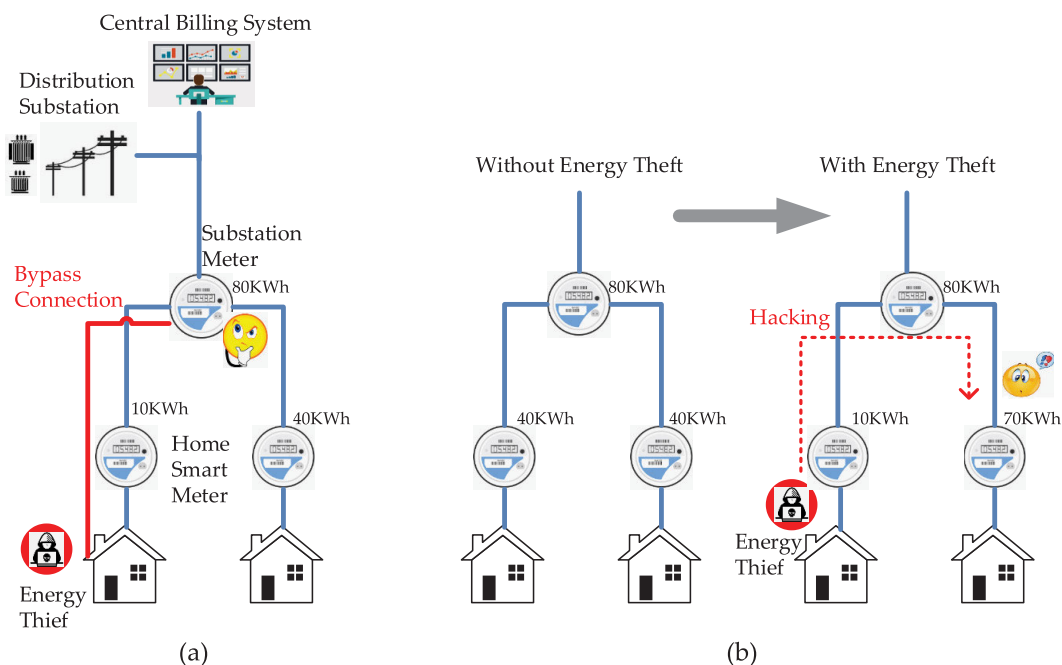 Central Billing System
Distribution
Substation
Substation
Meter
Bypass
Connection
80KWh
10KWh
40KWh
Home
Smart
Meter
Energy
Thief
(a)
Without Energy Theft
With Energy Theft
80KWh
40KWh
40KWh
80KWh
Hacking
10KWh
70KWh
Energy
Thief
(b)